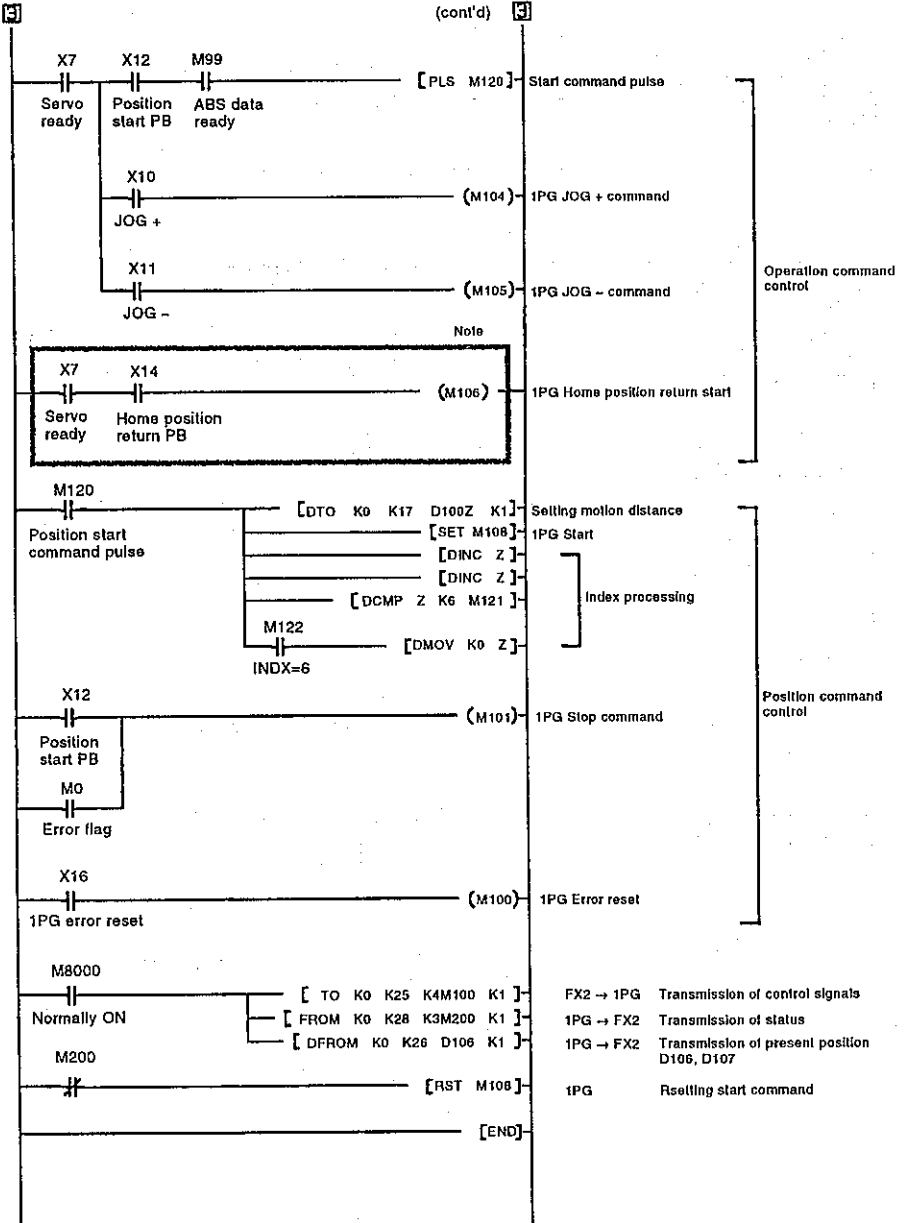 3 (cont'd) 3
X7 X12 M99
[PLS M120] Start command pulse
Servo ready Position start PB ABS data ready
X10
(M104) 1PG JOG + command
JOG +
X11
(M105) 1PG JOG – command
JOG –
Operation command control
Note
X7 X14
(M106) 1PG Home position return start
Servo ready Home position return PB
M120
[DTO K0 K17 D100Z K1] Setting motion distance
Position start command pulse
[SET M108] 1PG Start
[DINC Z]
[DINC Z]
[DCMP Z K6 M121] Index processing
M122
[DMOV K0 Z]
INDX=6
X12
(M101) 1PG Stop command
Position command control
Position start PB
M0
Error flag
X16
(M100) 1PG Error reset
1PG error reset
M8000
[ TO K0 K25 K4M100 K1 ] FX2 → 1PG Transmission of control signals
Normally ON
[ FROM K0 K28 K3M200 K1 ] 1PG → FX2 Transmission of status
[ DFROM K0 K26 D106 K1 ] 1PG → FX2 Transmission of present position D106, D107
M200
[RST M108] 1PG Rsetting start command
[END]